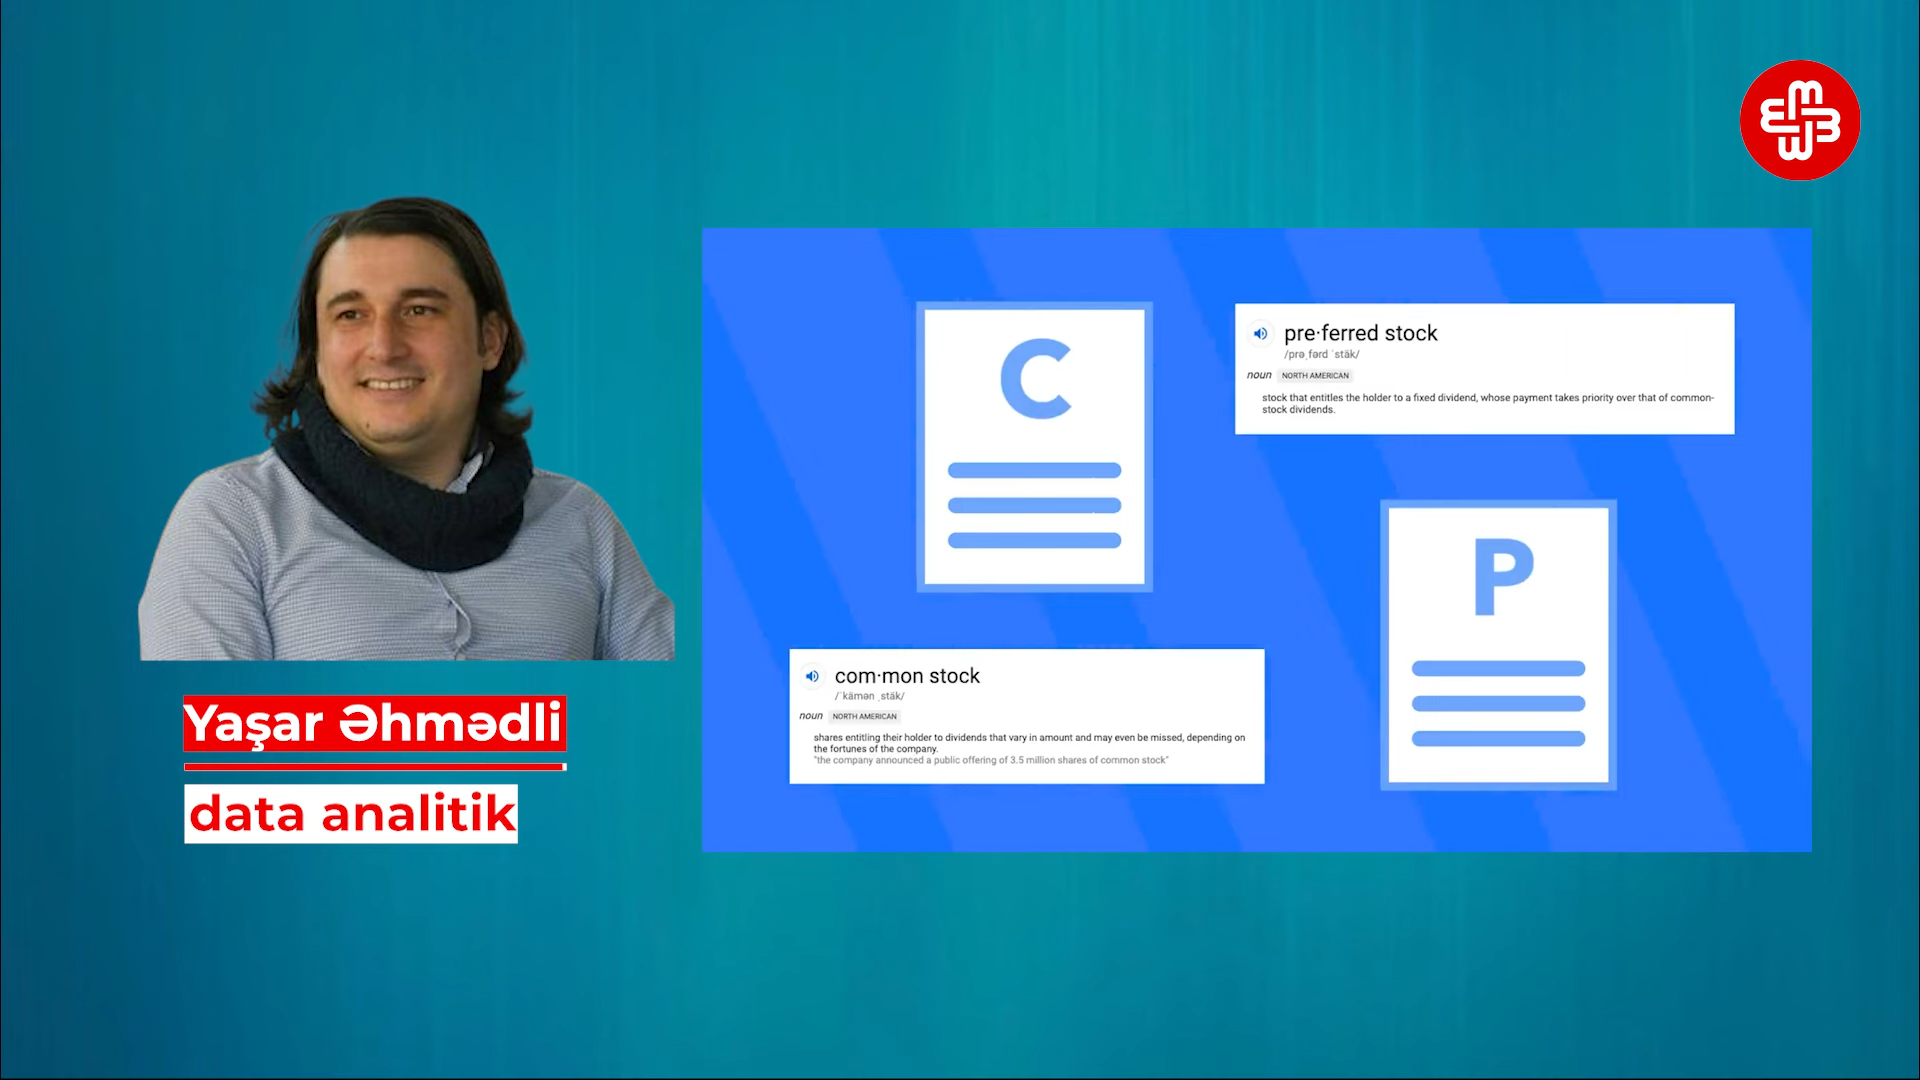 Yaşar Əhmədli
data analitik
C
pre·ferred stock
/prəˌfərd ˈstäk/
noun NORTH AMERICAN
stock that entitles the holder to a fixed dividend, whose payment takes priority over that of common-
stock dividends.
P
com·mon stock
/ˈkämən ˌstäk/
noun NORTH AMERICAN
shares entitling their holder to dividends that vary in amount and may even be missed, depending on
the fortunes of the company.
"the company announced a public offering of 3.5 million shares of common stock"